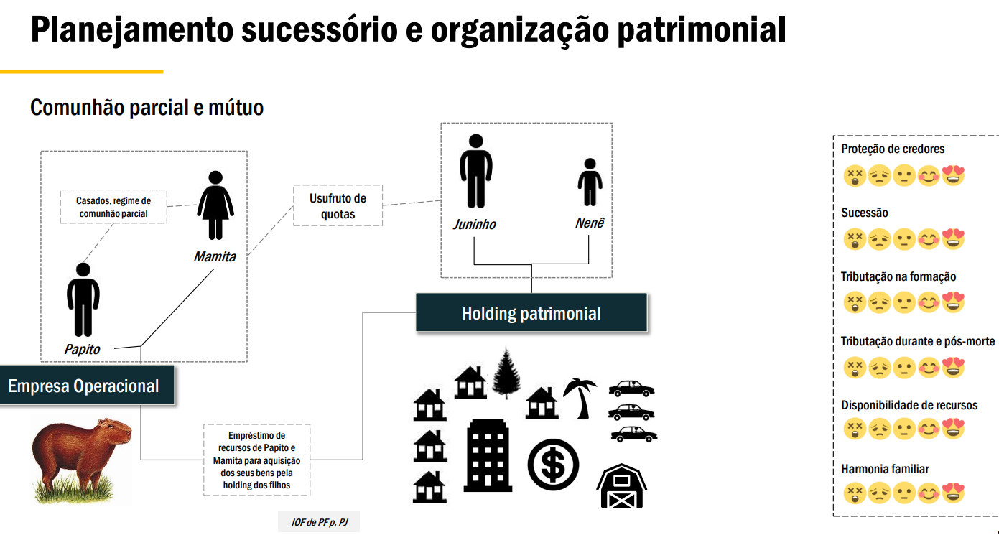 Planejamento sucessório e organização patrimonial
Comunhão parcial e mútuo
Casados, regime de
comunhão parcial
Mamita
Papito
Empresa Operacional
Usufruto de
quotas
Juninho
Nenê
Holding patrimonial
Empréstimo de
recursos de Papito e
Mamita para aquisição
dos seus bens pela
holding dos filhos
IOF de PF p. PJ
$
Proteção de credores
Sucessão
Tributação na formação
Tributação durante e pós-morte
Disponibilidade de recursos
Harmonia familiar